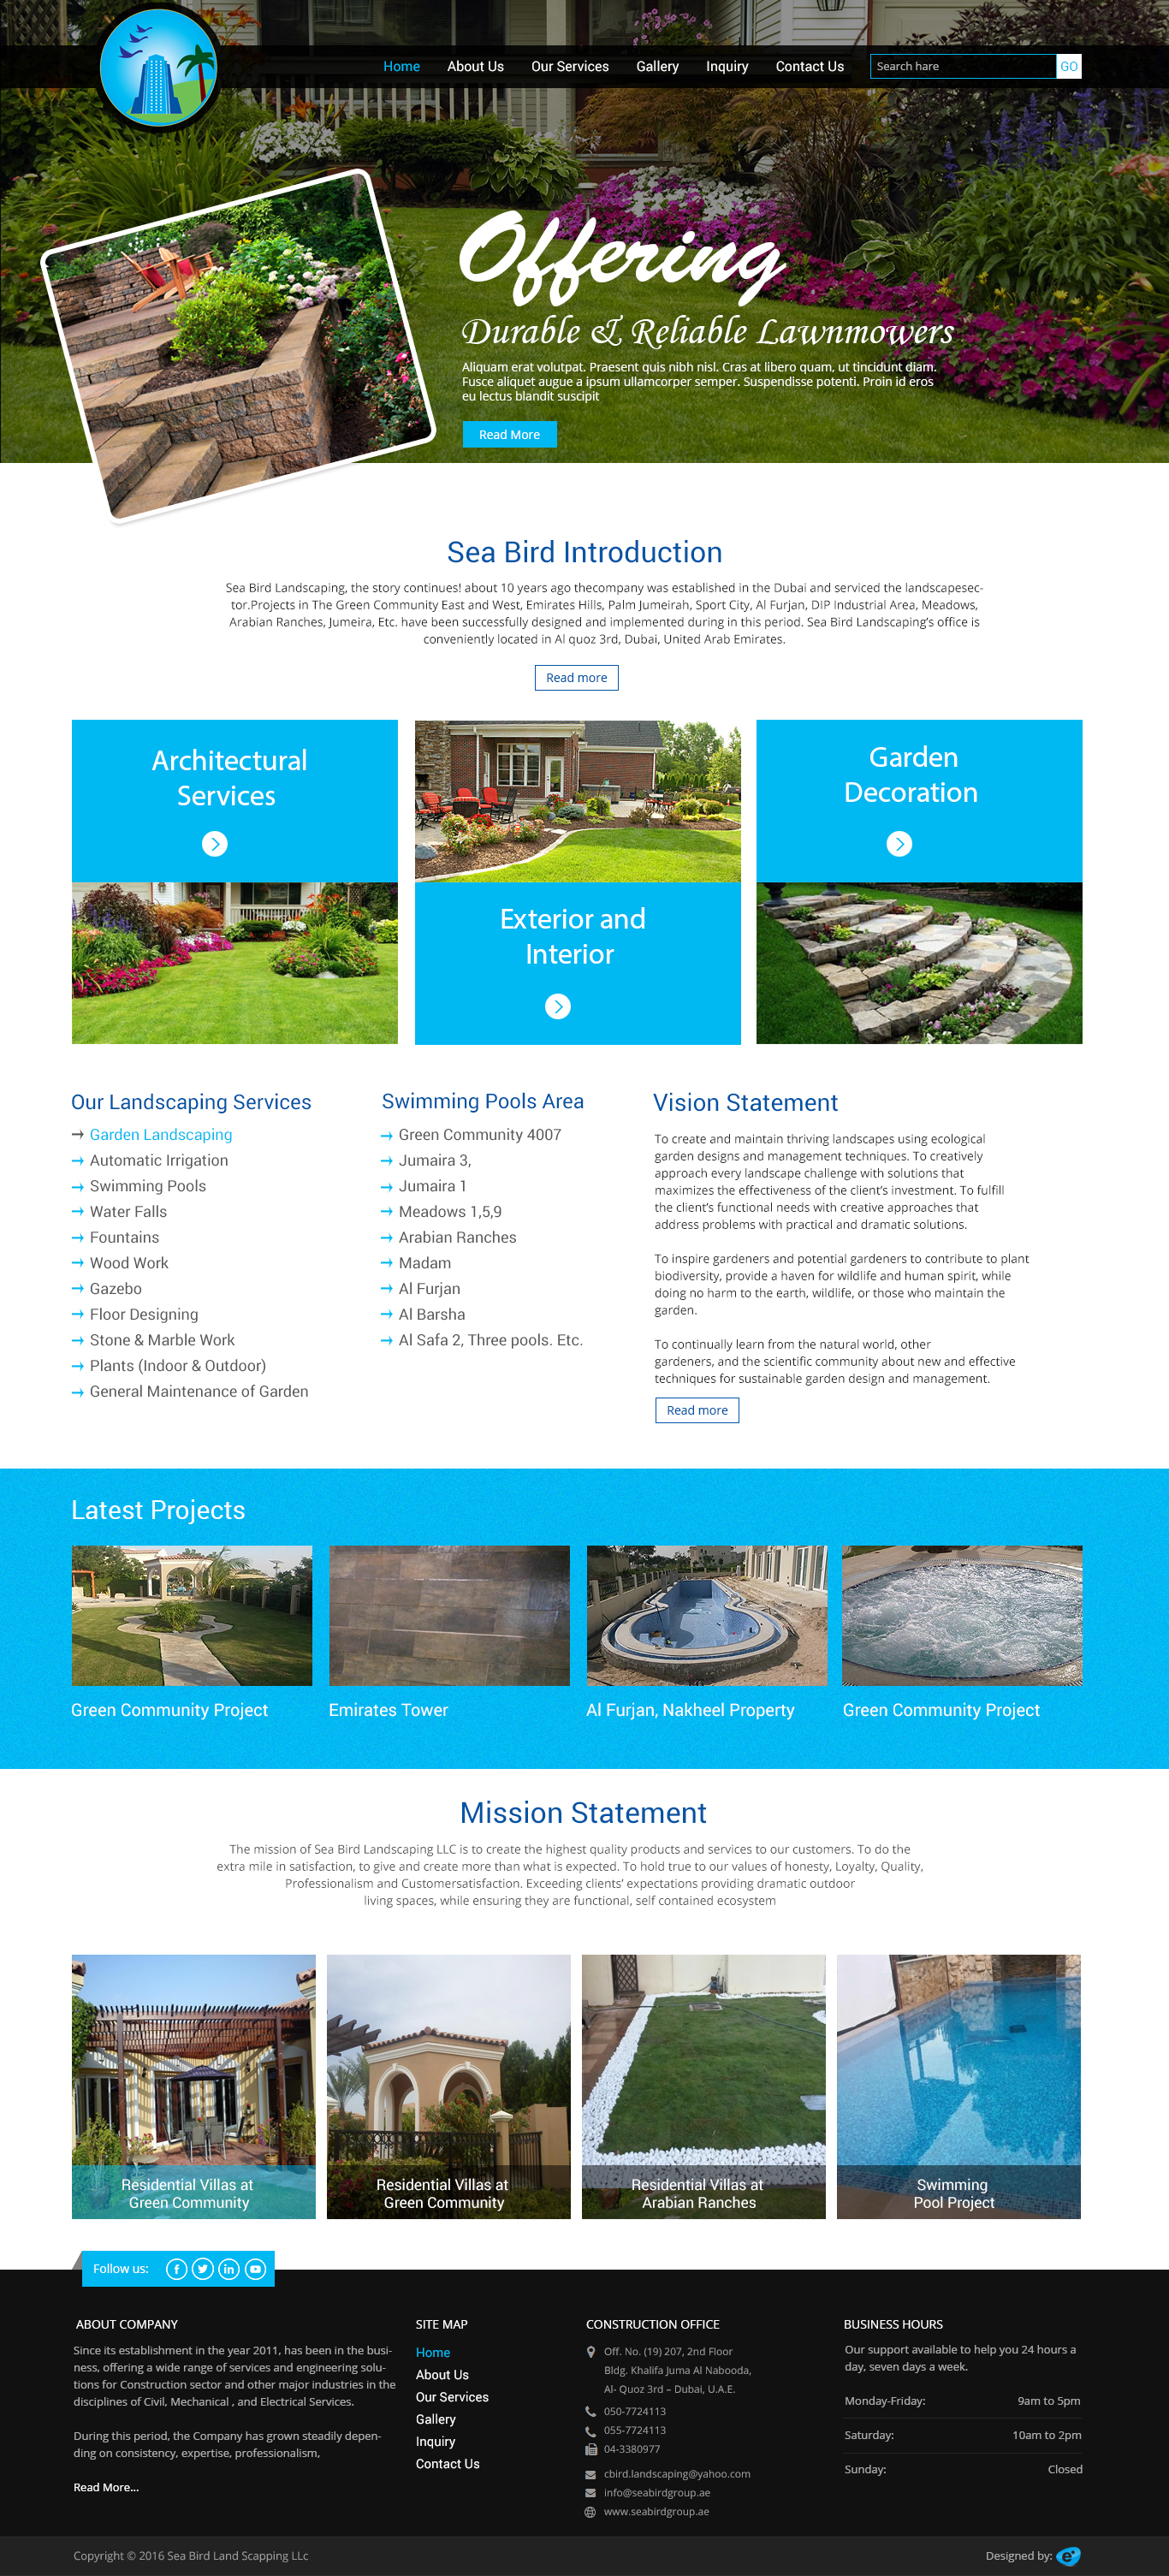 Home About Us Our Services Gallery Inquiry Contact Us Search hare GO
Offering
Durable & Reliable Lawnmowers
Aliquam erat volutpat. Praesent quis nibh nisl. Cras at libero quam, ut tincidunt diam.
Fusce aliquet augue a ipsum ullamcorper semper. Suspendisse potenti. Proin id eros
eu lectus blandit suscipit
Read More
Sea Bird Introduction
Sea Bird Landscaping, the story continues! about 10 years ago thecompany was established in the Dubai and serviced the landscapesec-
tor.Projects in The Green Community East and West, Emirates Hills, Palm Jumeirah, Sport City, Al Furjan, DIP Industrial Area, Meadows,
Arabian Ranches, Jumeira, Etc. have been successfully designed and implemented during in this period. Sea Bird Landscaping's office is
conveniently located in Al quoz 3rd, Dubai, United Arab Emirates.
Read more
Architectural
Services
Exterior and
Interior
Garden
Decoration
Our Landscaping Services
Garden Landscaping
Automatic Irrigation
Swimming Pools
Water Falls
Fountains
Wood Work
Gazebo
Floor Designing
Stone & Marble Work
Plants (Indoor & Outdoor)
General Maintenance of Garden
Swimming Pools Area
Green Community 4007
Jumaira 3,
Jumaira 1
Meadows 1,5,9
Arabian Ranches
Madam
Al Furjan
Al Barsha
Al Safa 2, Three pools. Etc.
Vision Statement
To create and maintain thriving landscapes using ecological
garden designs and management techniques. To creatively
approach every landscape challenge with solutions that
maximizes the effectiveness of the client's investment. To fulfill
the client's functional needs with creative approaches that
address problems with practical and dramatic solutions.
To inspire gardeners and potential gardeners to contribute to plant
biodiversity, provide a haven for wildlife and human spirit, while
doing no harm to the earth, wildlife, or those who maintain the
garden.
To continually learn from the natural world, other
gardeners, and the scientific community about new and effective
techniques for sustainable garden design and management.
Read more
Latest Projects
Green Community Project
Emirates Tower
Al Furjan, Nakheel Property
Green Community Project
Mission Statement
The mission of Sea Bird Landscaping LLC is to create the highest quality products and services to our customers. To do the
extra mile in satisfaction, to give and create more than what is expected. To hold true to our values of honesty, Loyalty, Quality,
Professionalism and Customersatisfaction. Exceeding clients' expectations providing dramatic outdoor
living spaces, while ensuring they are functional, self contained ecosystem
Residential Villas at
Green Community
Residential Villas at
Green Community
Residential Villas at
Arabian Ranches
Swimming
Pool Project
Follow us:
ABOUT COMPANY
Since its establishment in the year 2011, has been in the busi-
ness, offering a wide range of services and engineering solu-
tions for Construction sector and other major industries in the
disciplines of Civil, Mechanical , and Electrical Services.
During this period, the Company has grown steadily depen-
ding on consistency, expertise, professionalism,
Read More...
SITE MAP
Home
About Us
Our Services
Gallery
Inquiry
Contact Us
CONSTRUCTION OFFICE
Off. No. (19) 207, 2nd Floor
Bldg. Khalifa Juma Al Nabooda,
Al- Quoz 3rd – Dubai, U.A.E.
050-7724113
055-7724113
04-3380977
cbird.landscaping@yahoo.com
info@seabirdgroup.ae
www.seabirdgroup.ae
BUSINESS HOURS
Our support available to help you 24 hours a
day, seven days a week.
Monday-Friday: 9am to 5pm
Saturday: 10am to 2pm
Sunday: Closed
Copyright © 2016 Sea Bird Land Scapping LLc
Designed by: e